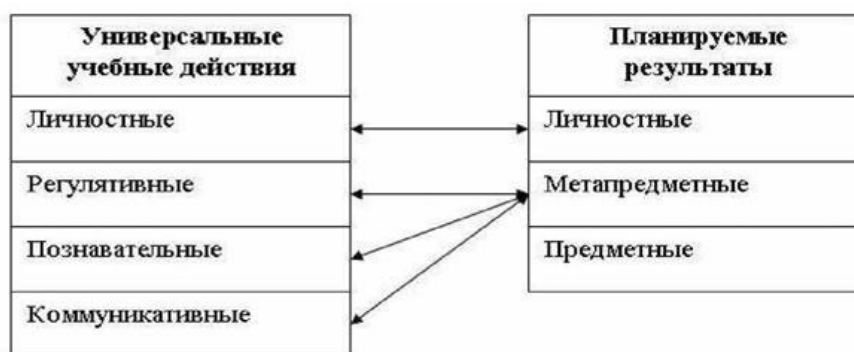 Универсальные
учебные действия
Личностные
Регулятивные
Познавательные
Коммуникативные
Планируемые
результаты
Личностные
Метапредметные
Предметные